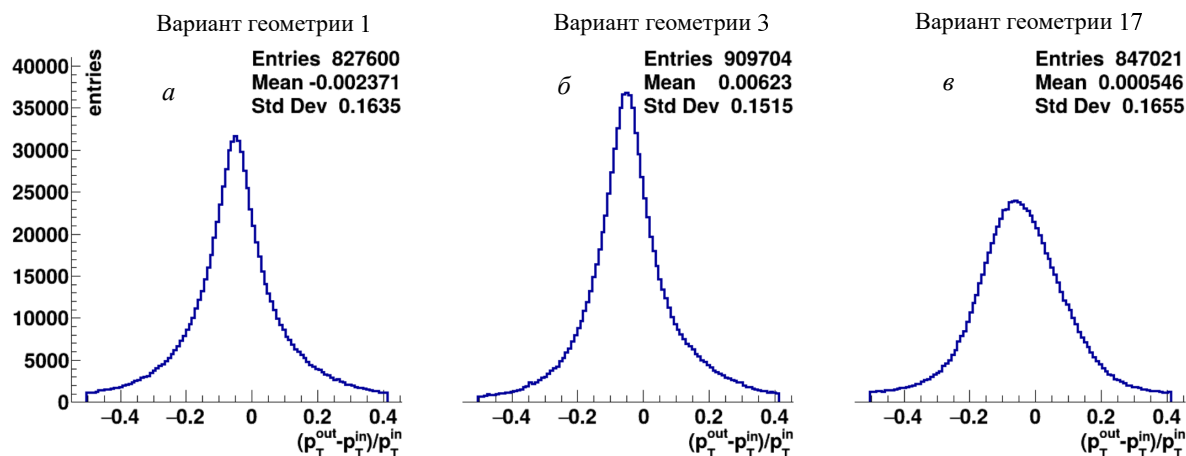 Вариант геометрии 1
Entries 827600
Mean -0.002371
Std Dev 0.1635
а
entries
40000
35000
30000
25000
20000
15000
10000
5000
0
−0.4 −0.2 0 0.2 0.4
(p_T^out-p_T^in)/p_T^in
Вариант геометрии 3
Entries 909704
Mean 0.00623
Std Dev 0.1515
б
−0.4 −0.2 0 0.2 0.4
(p_T^out-p_T^in)/p_T^in
Вариант геометрии 17
Entries 847021
Mean 0.000546
Std Dev 0.1655
в
−0.4 −0.2 0 0.2 0.4
(p_T^out-p_T^in)/p_T^in